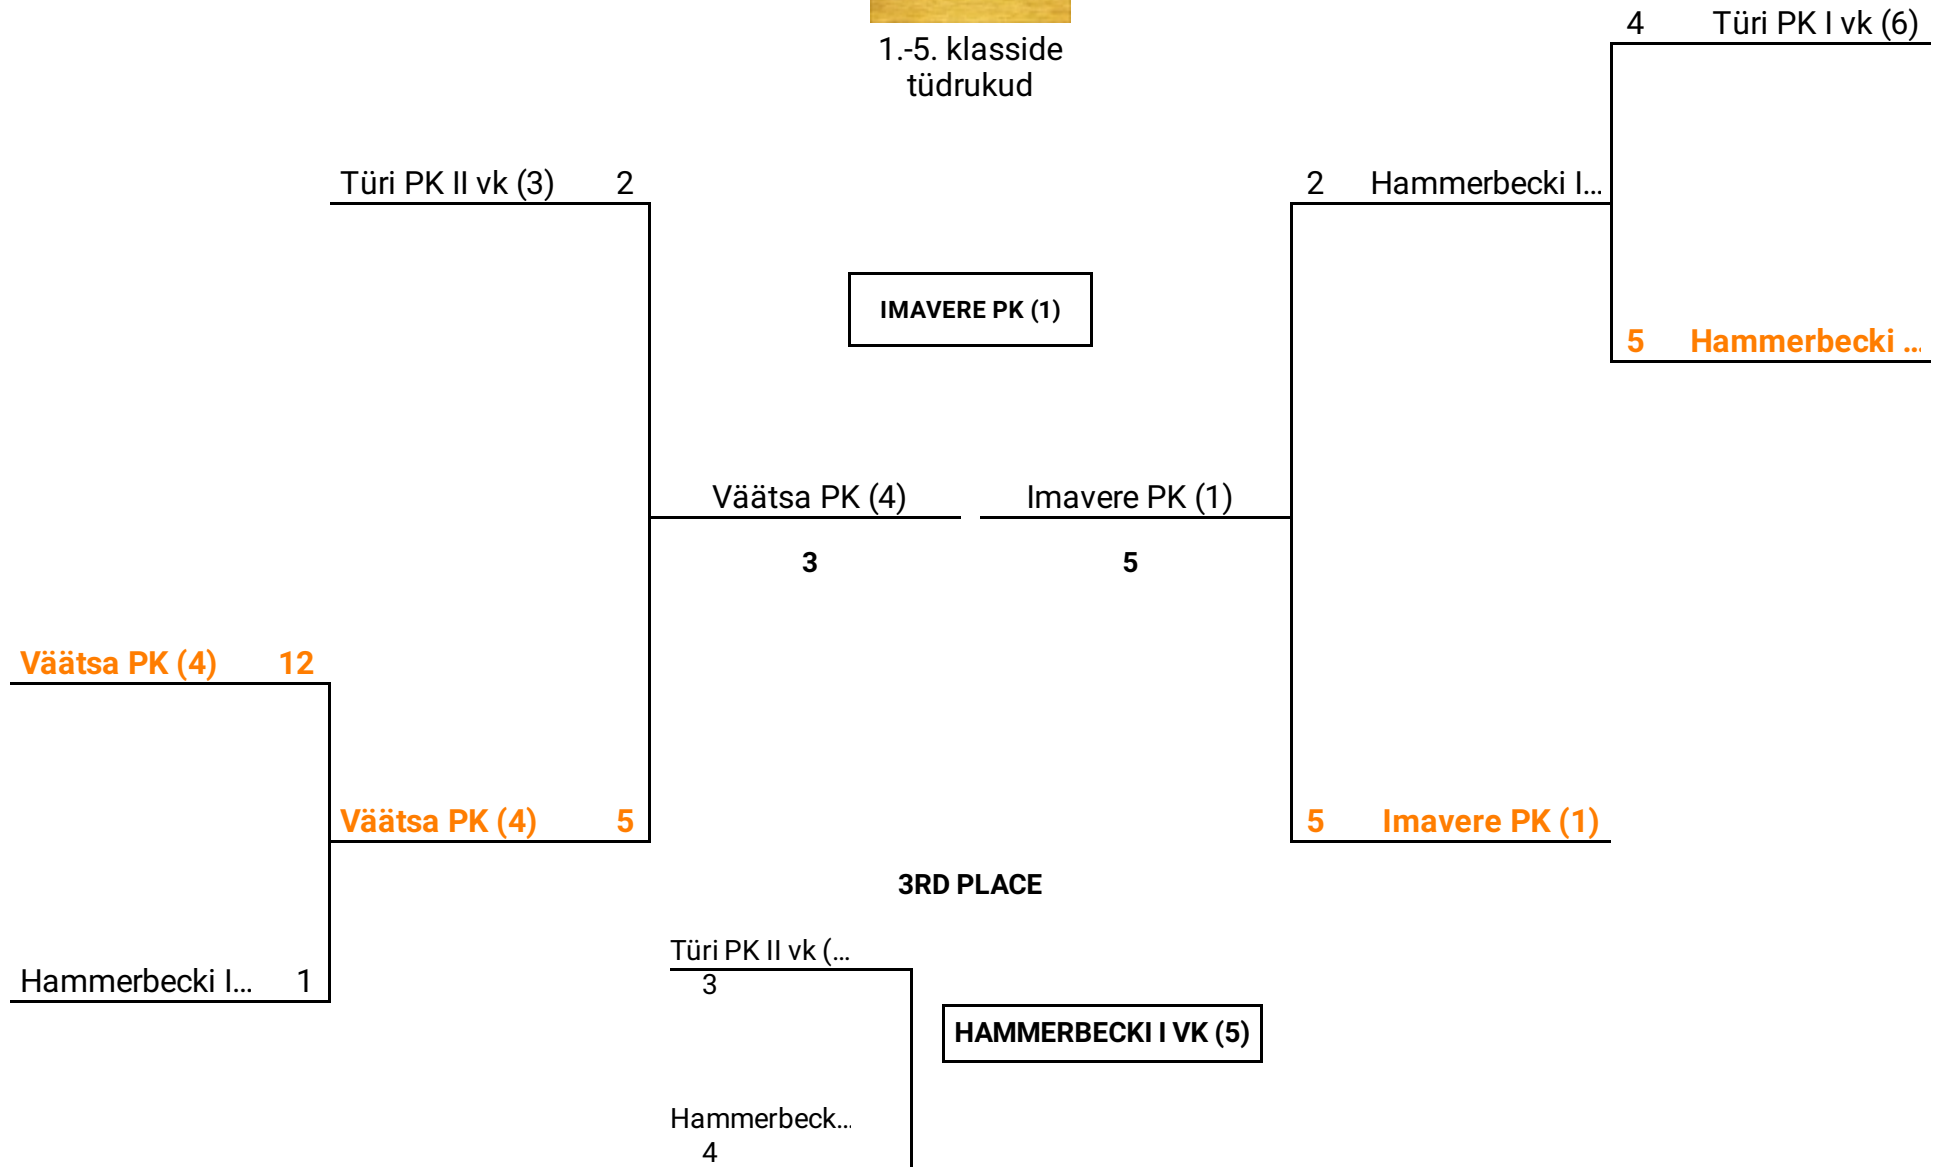 1.-5. klasside
tüdrukud
4 Türi PK I vk (6)
Türi PK II vk (3) 2
2 Hammerbecki I...
IMAVERE PK (1)
5 Hammerbecki ...
Väätsa PK (4)
Imavere PK (1)
3
5
Väätsa PK (4) 12
Väätsa PK (4) 5
5 Imavere PK (1)
3RD PLACE
Türi PK II vk (...
3
Hammerbecki I... 1
HAMMERBECKI I VK (5)
Hammerbeck...
4